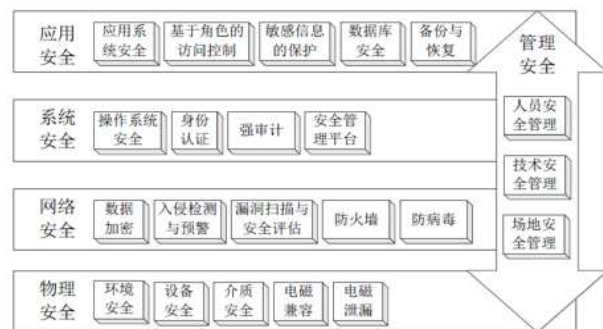 应用
安全
应用系
统安全
基于角色的
访问控制
敏感信息
的保护
数据库
安全
备份与
恢复
管理
安全
人员安
全管理
技术安
全管理
场地安
全管理
系统
安全
操作系统
安全
身份
认证
强审计
安全管
理平台
网络
安全
数据
加密
入侵检测
与预警
漏洞扫描与
安全评估
防火墙
防病毒
物理
安全
环境
安全
设备
安全
介质
安全
电磁
兼容
电磁
泄漏